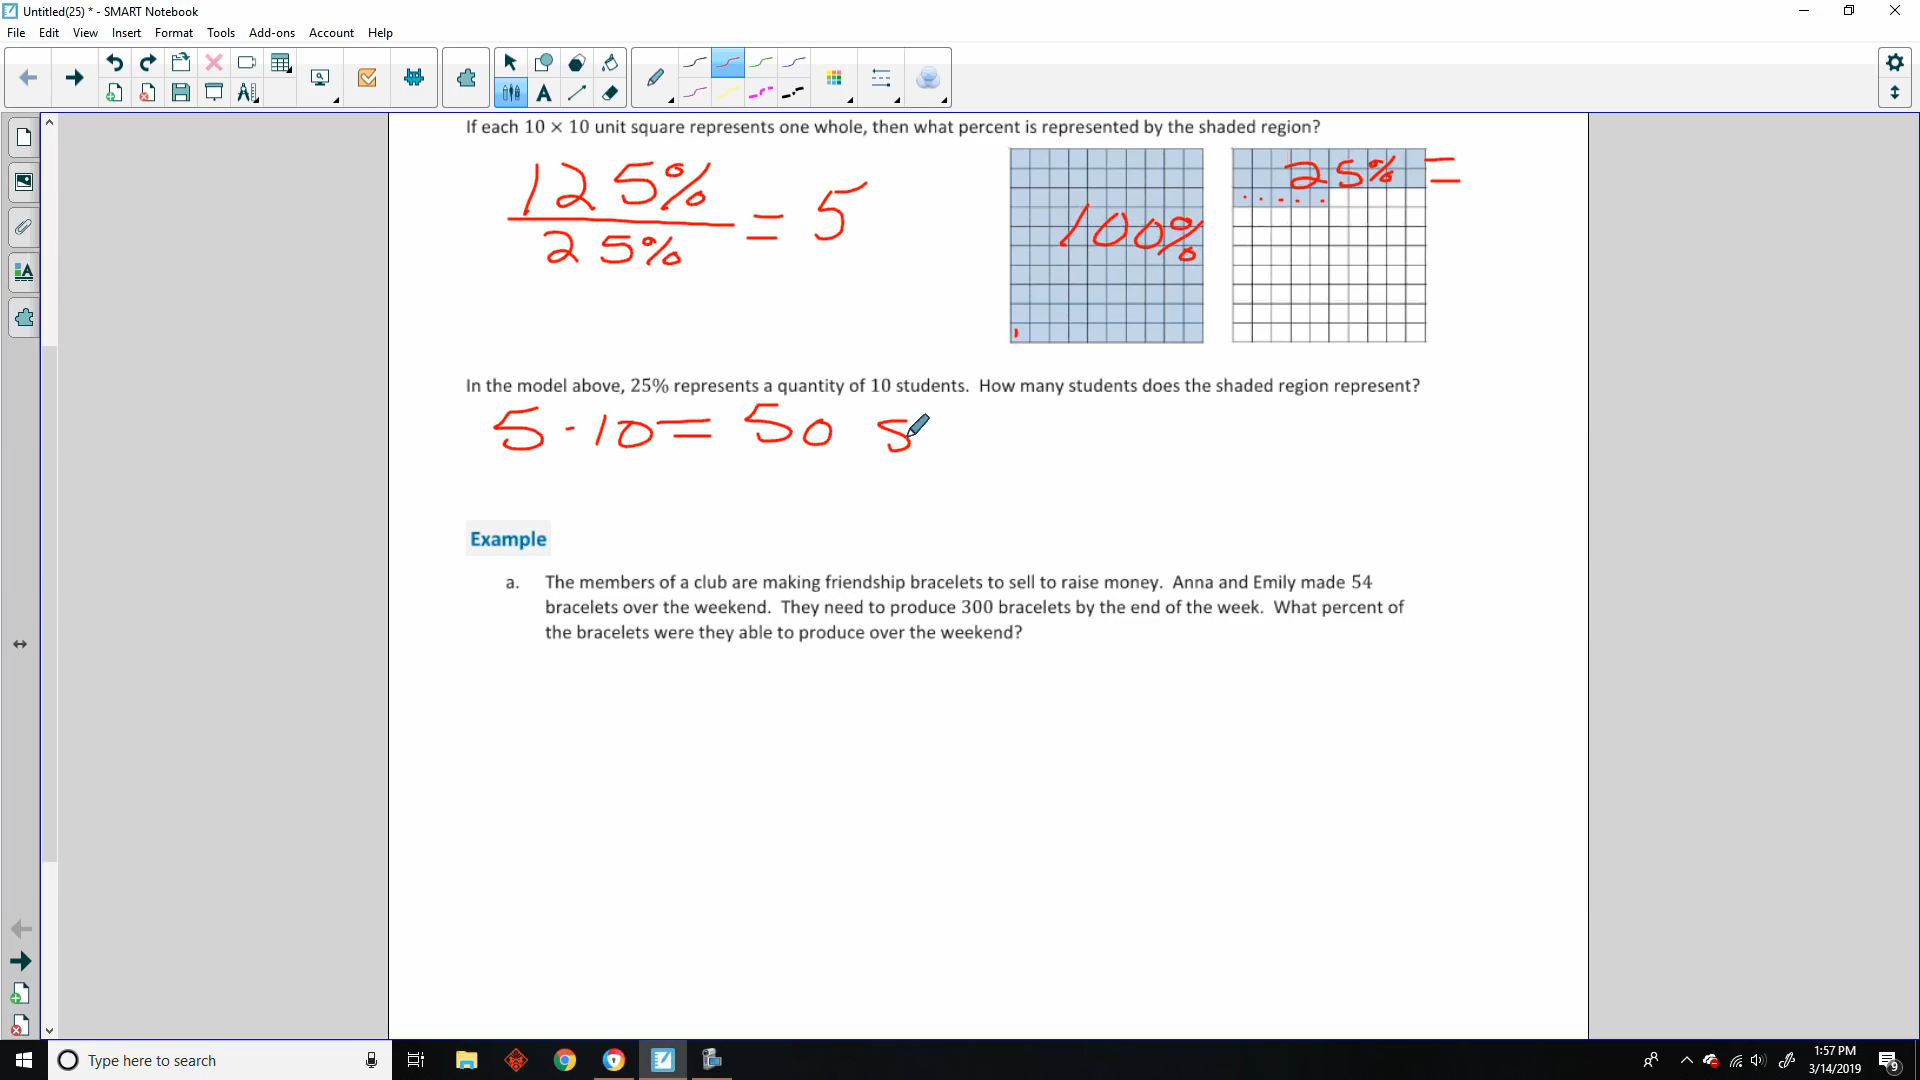 Untitled(25) * - SMART Notebook
File Edit View Insert Format Tools Add-ons Account Help
If each 10 × 10 unit square represents one whole, then what percent is represented by the shaded region?
125%
25%
= 5
100%
25% =
In the model above, 25% represents a quantity of 10 students. How many students does the shaded region represent?
5 · 10 = 50 s
Example
a. The members of a club are making friendship bracelets to sell to raise money. Anna and Emily made 54
bracelets over the weekend. They need to produce 300 bracelets by the end of the week. What percent of
the bracelets were they able to produce over the weekend?
Type here to search
1:57 PM
3/14/2019
9